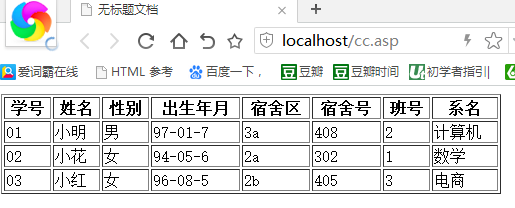 无标题文档
localhost/cc.asp
爱词霸在线 HTML 参考 百度一下， 豆瓣 豆瓣时间 初学者指引|
学号 姓名 性别 出生年月 宿舍区 宿舍号 班号 系名
01 小明 男 97-01-7 3a 408 2 计算机
02 小花 女 94-05-6 2a 302 1 数学
03 小红 女 96-08-5 2b 405 3 电商